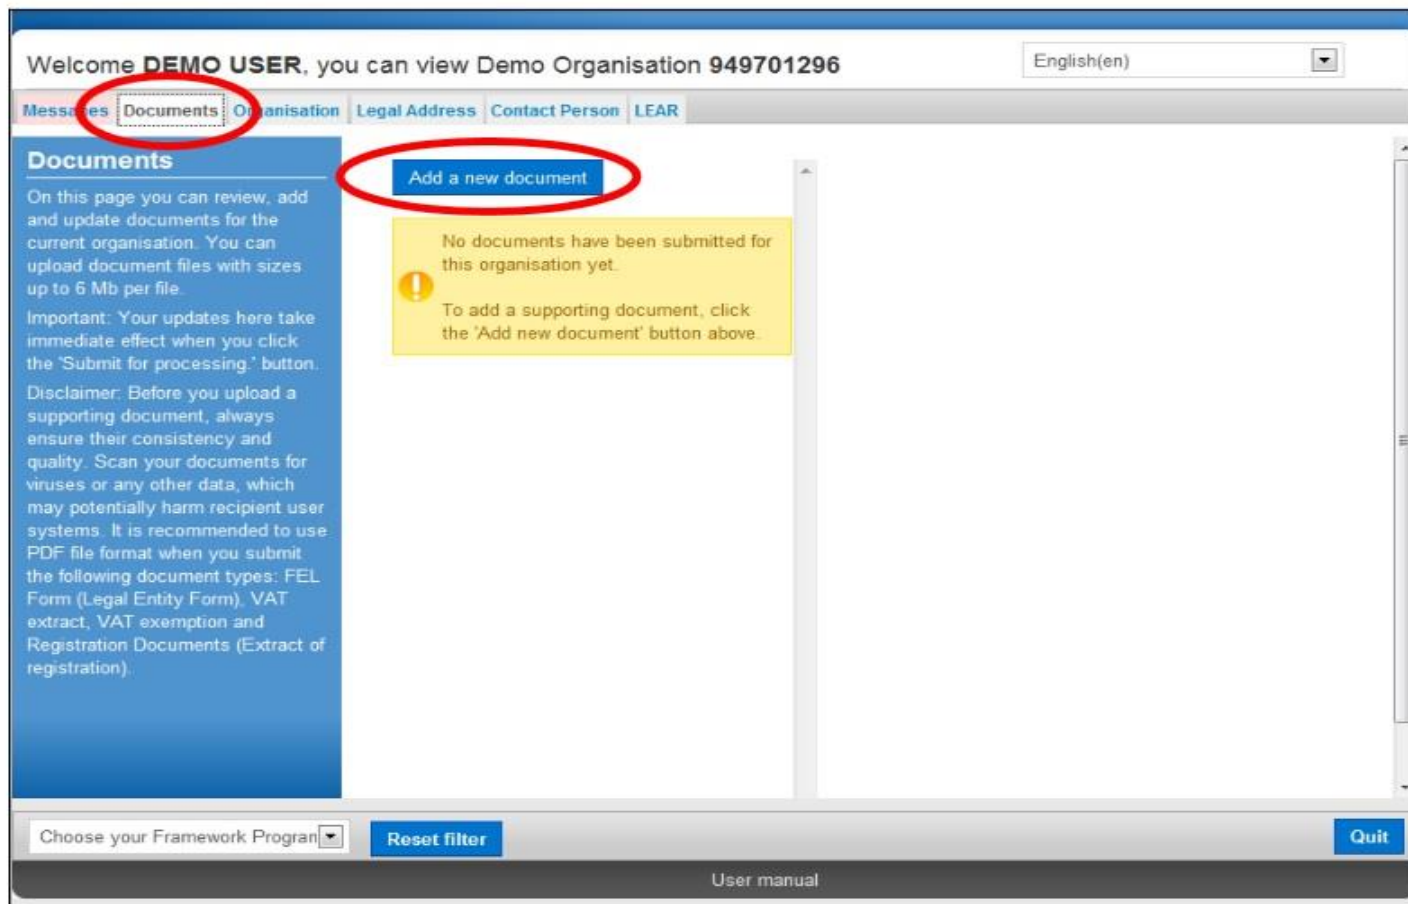 Welcome DEMO USER, you can view Demo Organisation 949701296
English(en)
Messages Documents Organisation Legal Address Contact Person LEAR
Documents
On this page you can review, add
and update documents for the
current organisation. You can
upload document files with sizes
up to 6 Mb per file.
Important: Your updates here take
immediate effect when you click
the 'Submit for processing.' button.
Disclaimer: Before you upload a
supporting document, always
ensure their consistency and
quality. Scan your documents for
viruses or any other data, which
may potentially harm recipient user
systems. It is recommended to use
PDF file format when you submit
the following document types: FEL
Form (Legal Entity Form), VAT
extract, VAT exemption and
Registration Documents (Extract of
registration).
Add a new document
No documents have been submitted for
this organisation yet.
To add a supporting document, click
the 'Add new document' button above.
Choose your Framework Progran
Reset filter
Quit
User manual